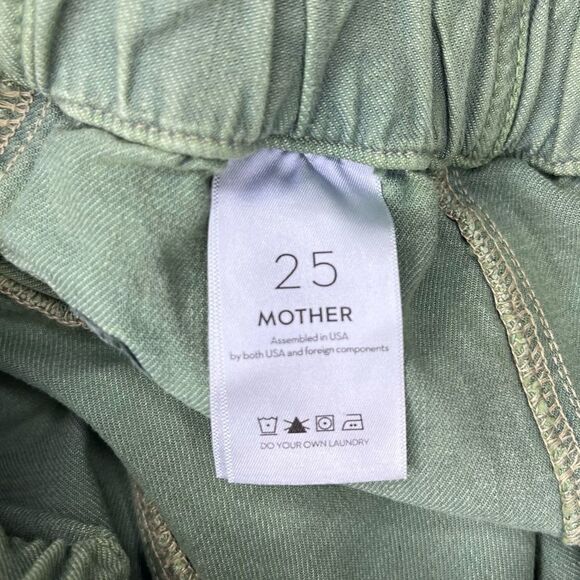 25
MOTHER
Assembled in USA
by both USA and foreign components
DO YOUR OWN LAUNDRY